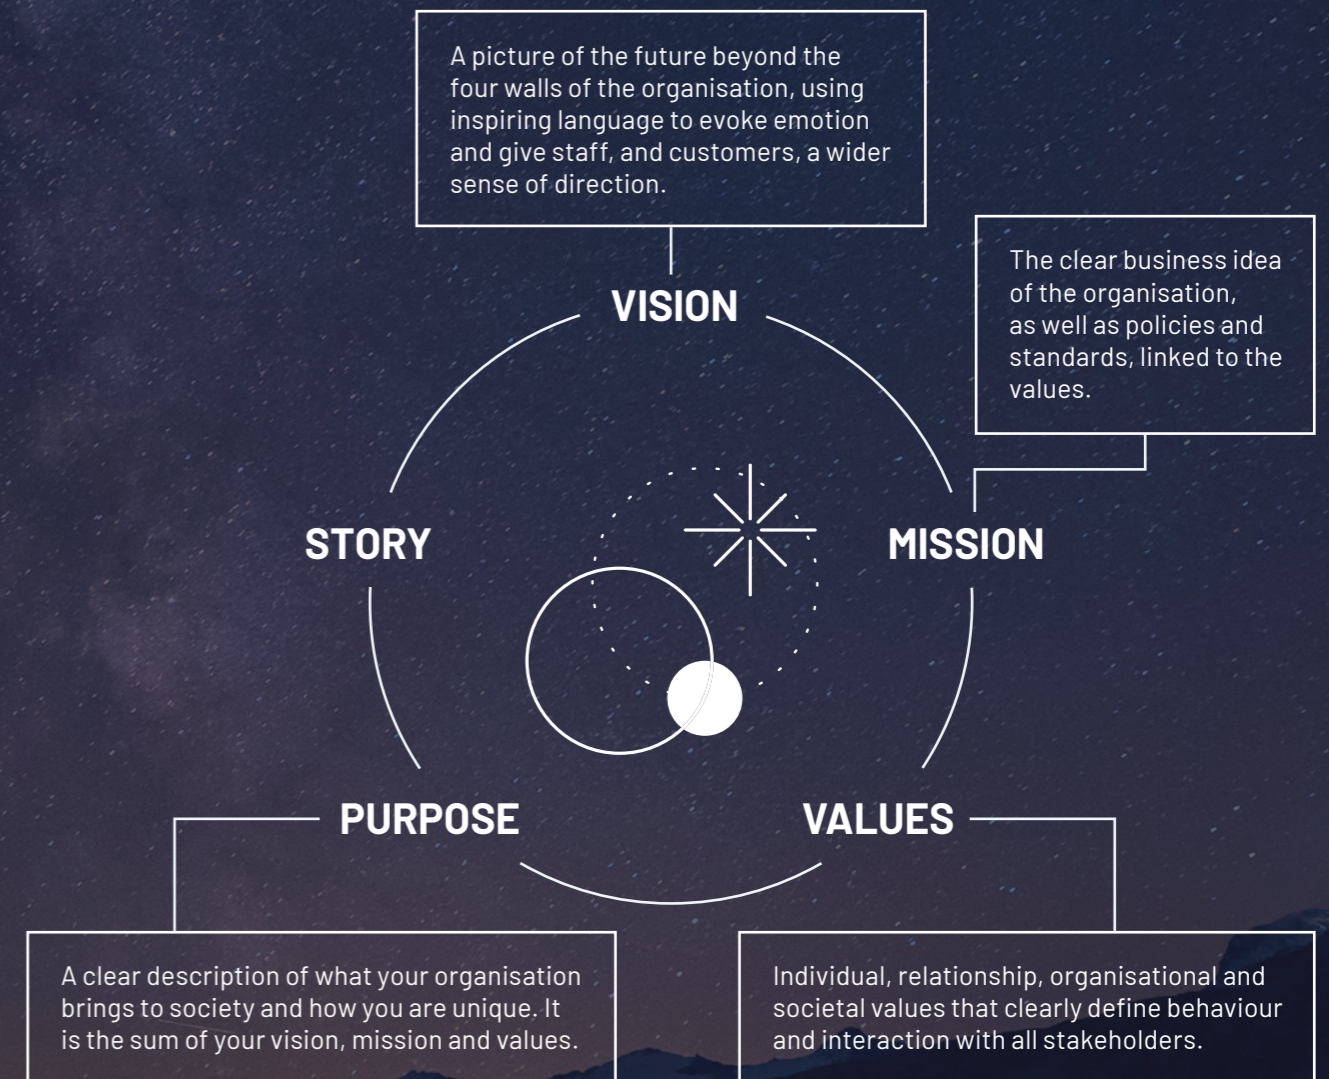 A picture of the future beyond the
four walls of the organisation, using
inspiring language to evoke emotion
and give staff, and customers, a wider
sense of direction.
The clear business idea
of the organisation,
as well as policies and
standards, linked to the
values.
VISION
STORY
MISSION
PURPOSE
VALUES
A clear description of what your organisation
brings to society and how you are unique. It
is the sum of your vision, mission and values.
Individual, relationship, organisational and
societal values that clearly define behaviour
and interaction with all stakeholders.